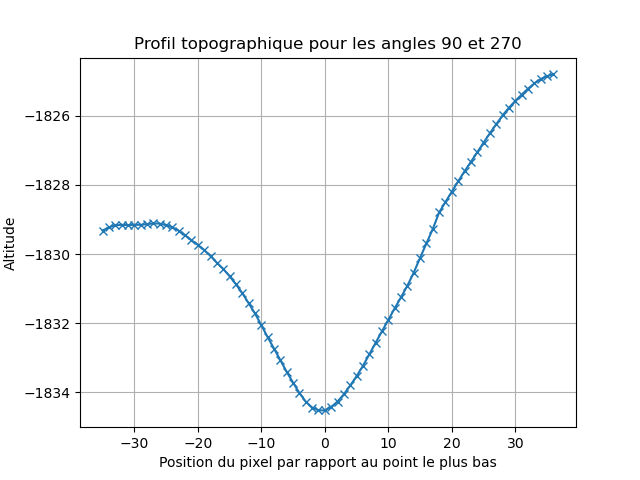 Profil topographique pour les angles 90 et 270
−1826
−1828
−1830
−1832
−1834
Altitude
−30 −20 −10 0 10 20 30
Position du pixel par rapport au point le plus bas